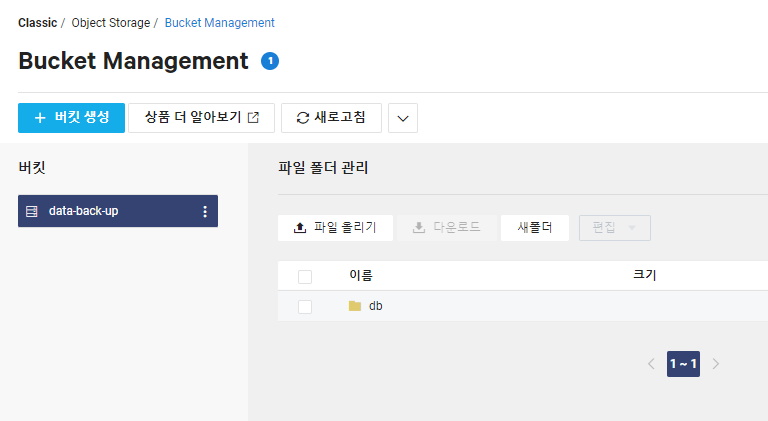 Classic / Object Storage / Bucket Management
Bucket Management 1
+ 버킷 생성 상품 더 알아보기 새로고침
버킷 파일 폴더 관리
data-back-up
파일 올리기 다운로드 새폴더 편집
이름 크기
db
1 ~ 1